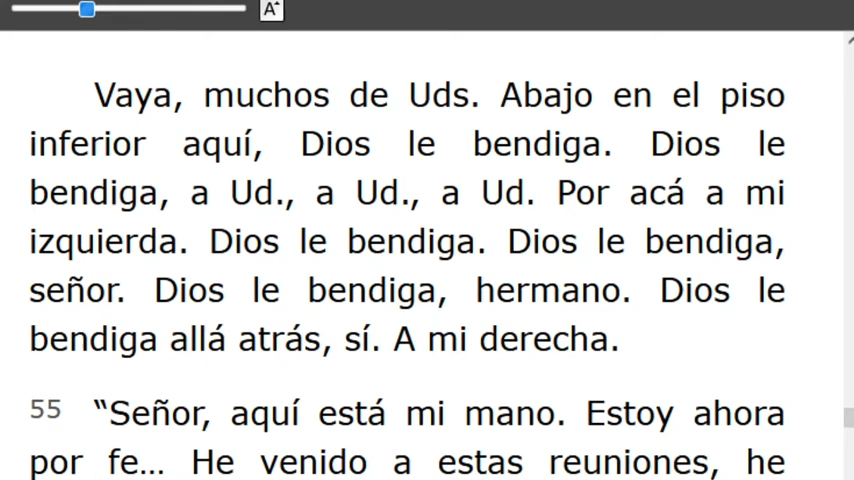 A
Vaya, muchos de Uds. Abajo en el piso
inferior aquí, Dios le bendiga. Dios le
bendiga, a Ud., a Ud., a Ud. Por acá a mi
izquierda. Dios le bendiga. Dios le bendiga,
señor. Dios le bendiga, hermano. Dios le
bendiga allá atrás, sí. A mi derecha.
55 “Señor, aquí está mi mano. Estoy ahora
por fe… He venido a estas reuniones, he